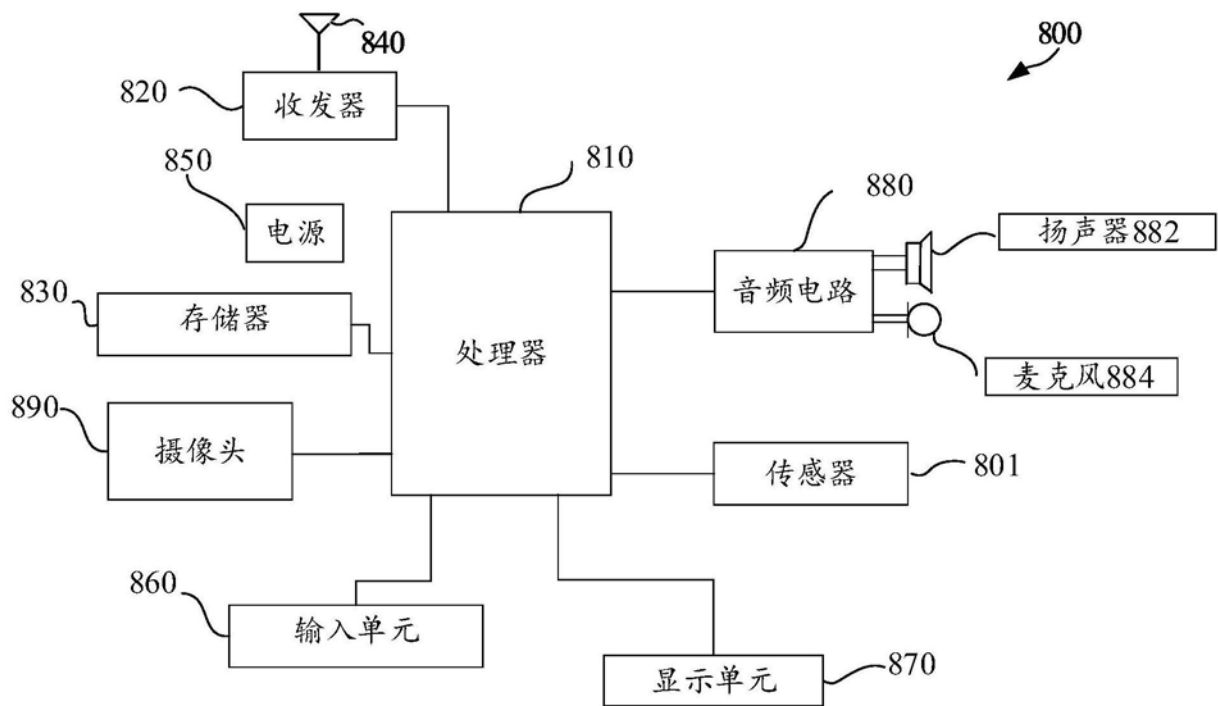 840
800
820
收发器
850
810
880
电源
扬声器882
830
存储器
音频电路
处理器
麦克风884
890
摄像头
传感器
801
860
输入单元
显示单元
870